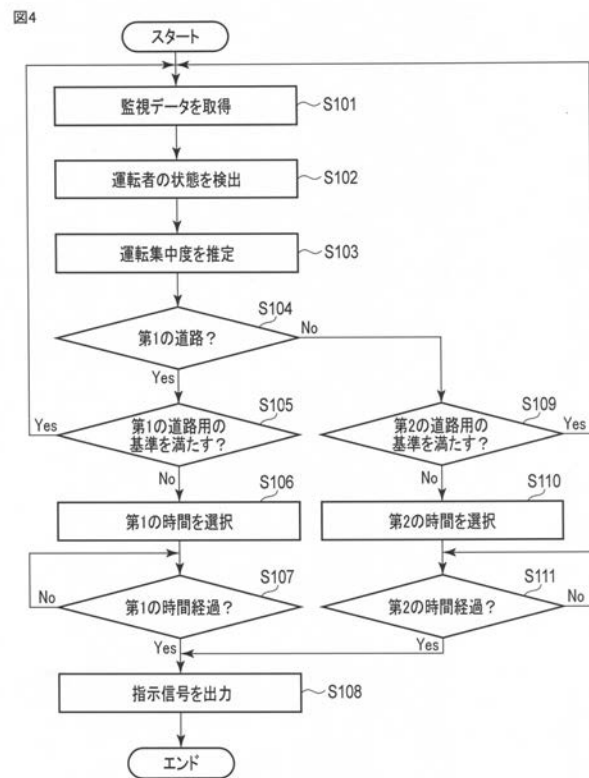 図4
スタート
監視データを取得
S101
運転者の状態を検出
S102
運転集中度を推定
S103
S104
第1の道路?
No
Yes
S105
第1の道路用の
基準を満たす?
Yes
No
S109
第2の道路用の
基準を満たす?
Yes
No
S106
第1の時間を選択
S110
第2の時間を選択
S107
第1の時間経過?
No
Yes
S111
第2の時間経過?
No
Yes
指示信号を出力
S108
エンド